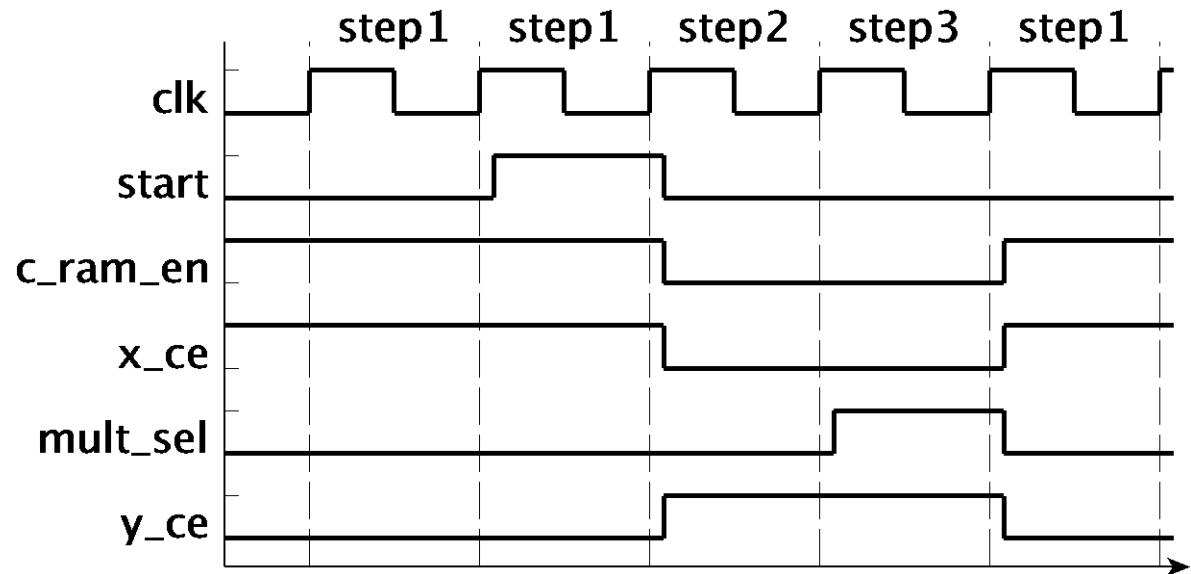 step1 step1 step2 step3 step1
clk
start
c_ram_en
x_ce
mult_sel
y_ce